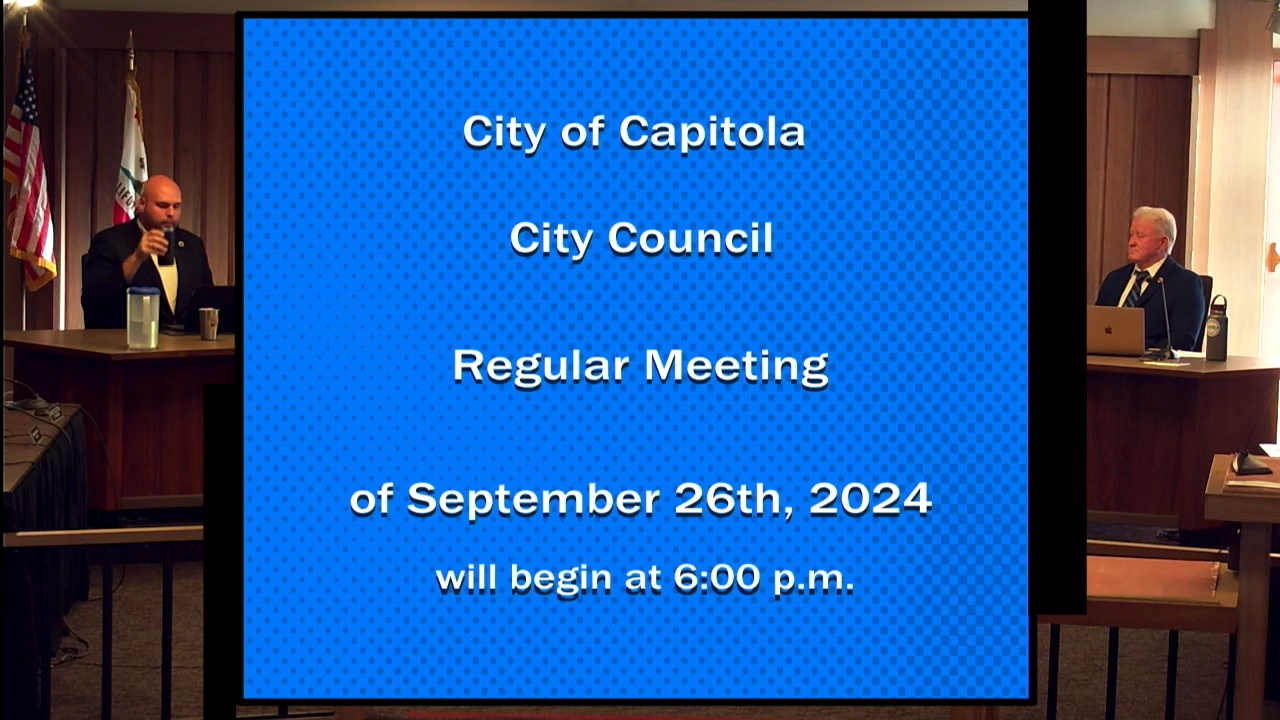 City of Capitola
City Council
Regular Meeting
of September 26th, 2024
will begin at 6:00 p.m.